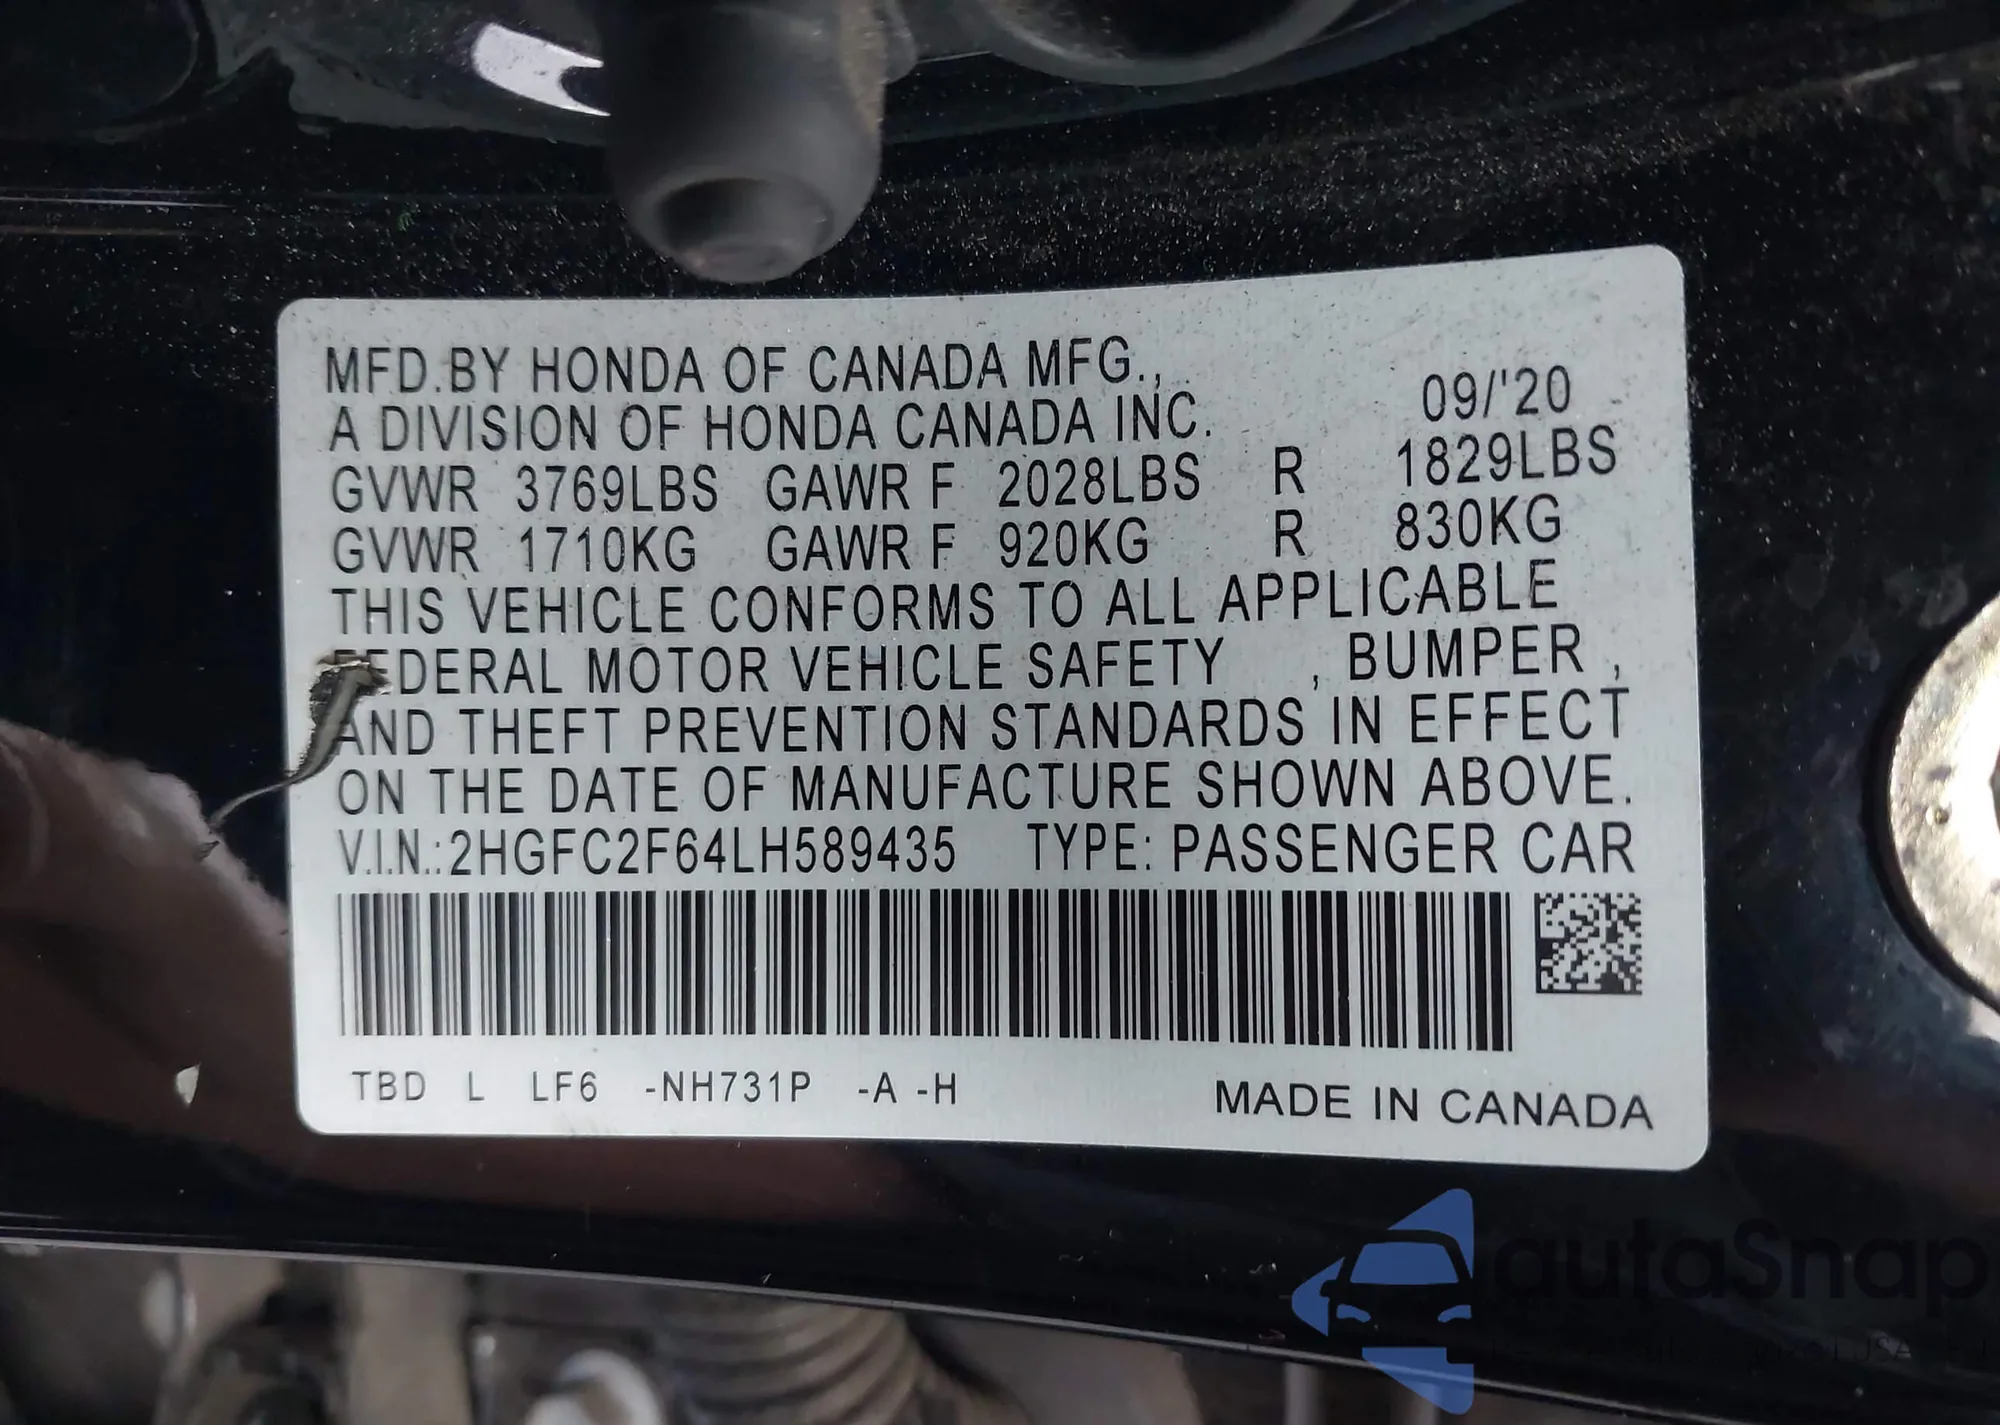 MFD.BY HONDA OF CANADA MFG.,
A DIVISION OF HONDA CANADA INC. 09/'20
GVWR 3769LBS GAWR F 2028LBS R 1829LBS
GVWR 1710KG GAWR F 920KG R 830KG
THIS VEHICLE CONFORMS TO ALL APPLICABLE
FEDERAL MOTOR VEHICLE SAFETY , BUMPER ,
AND THEFT PREVENTION STANDARDS IN EFFECT
ON THE DATE OF MANUFACTURE SHOWN ABOVE.
V.I.N.:2HGFC2F64LH589435 TYPE: PASSENGER CAR
TBD L LF6 -NH731P -A -H
MADE IN CANADA
autoSnap